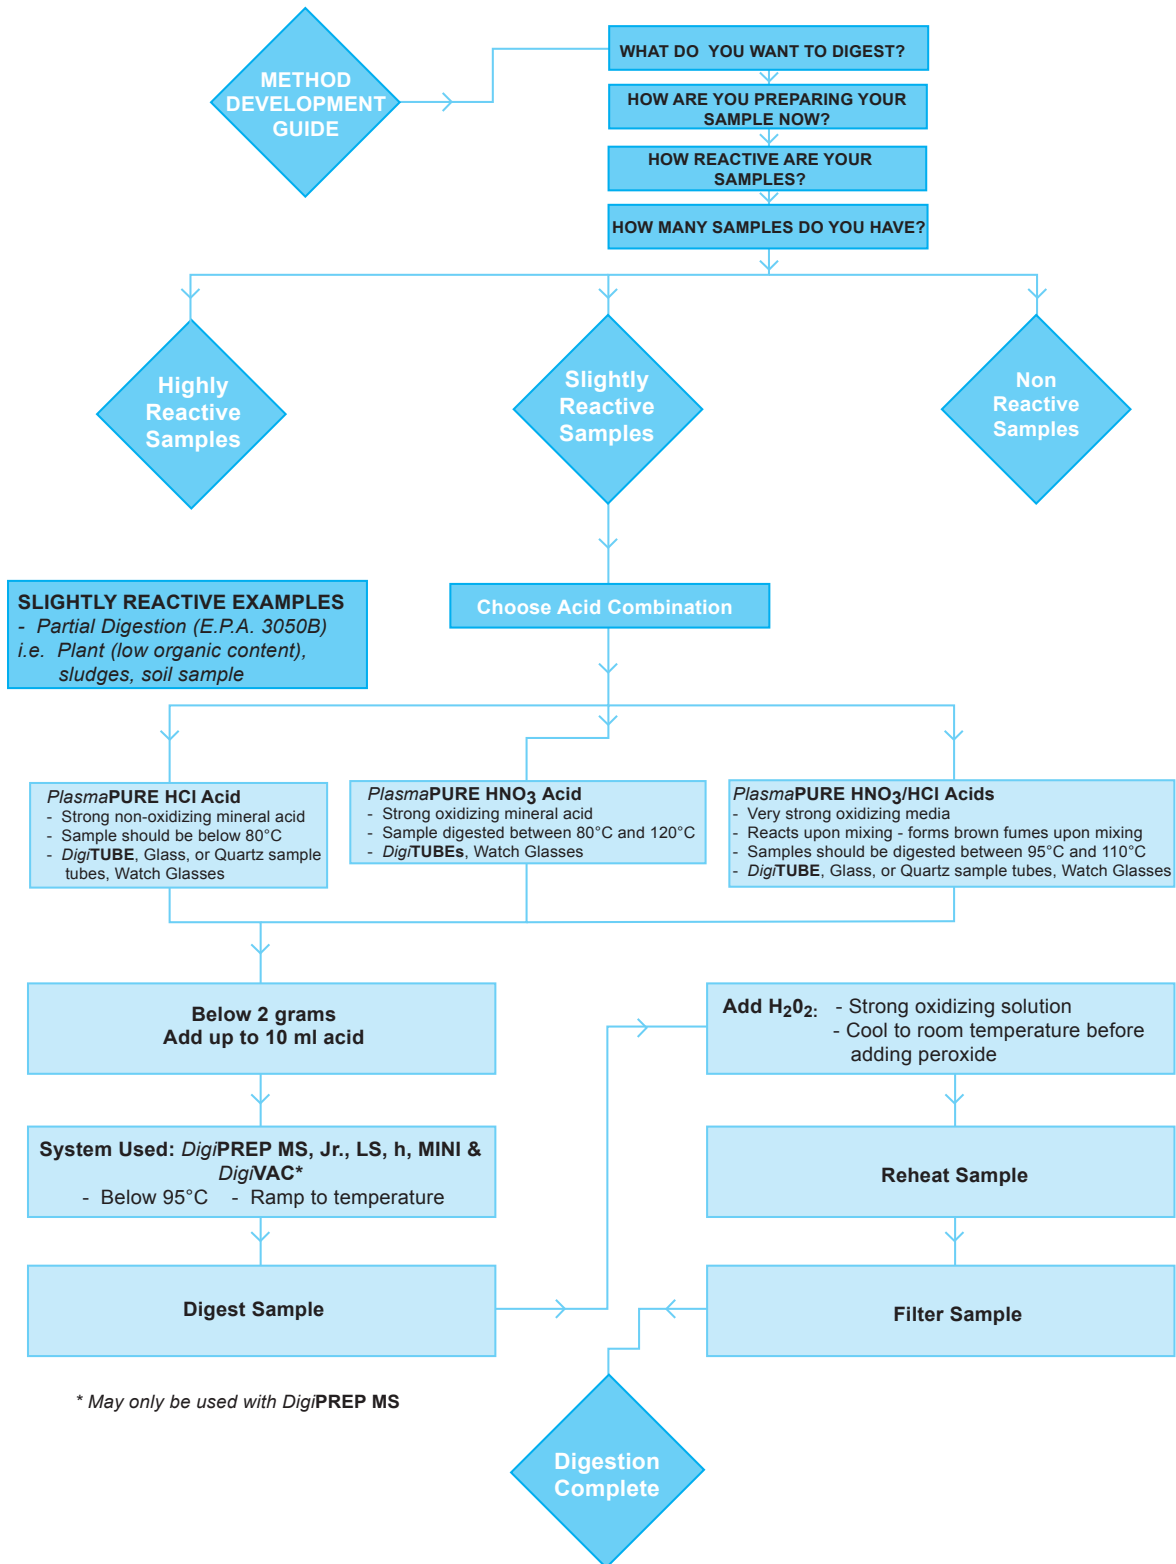 METHOD
DEVELOPMENT
GUIDE
WHAT DO YOU WANT TO DIGEST?
HOW ARE YOU PREPARING YOUR
SAMPLE NOW?
HOW REACTIVE ARE YOUR
SAMPLES?
HOW MANY SAMPLES DO YOU HAVE?
Highly
Reactive
Samples
Slightly
Reactive
Samples
Non
Reactive
Samples
SLIGHTLY REACTIVE EXAMPLES
- Partial Digestion (E.P.A. 3050B)
i.e. Plant (low organic content),
sludges, soil sample
Choose Acid Combination
PlasmaPURE HCl Acid
- Strong non-oxidizing mineral acid
- Sample should be below 80°C
- DigiTUBE, Glass, or Quartz sample
tubes, Watch Glasses
PlasmaPURE HNO3 Acid
- Strong oxidizing mineral acid
- Sample digested between 80°C and 120°C
- DigiTUBEs, Watch Glasses
PlasmaPURE HNO3/HCl Acids
- Very strong oxidizing media
- Reacts upon mixing - forms brown fumes upon mixing
- Samples should be digested between 95°C and 110°C
- DigiTUBE, Glass, or Quartz sample tubes, Watch Glasses
Below 2 grams
Add up to 10 ml acid
System Used: DigiPREP MS, Jr., LS, h, MINI &
DigiVAC*
- Below 95°C - Ramp to temperature
Digest Sample
Add H202: - Strong oxidizing solution
- Cool to room temperature before
adding peroxide
Reheat Sample
Filter Sample
* May only be used with DigiPREP MS
Digestion
Complete